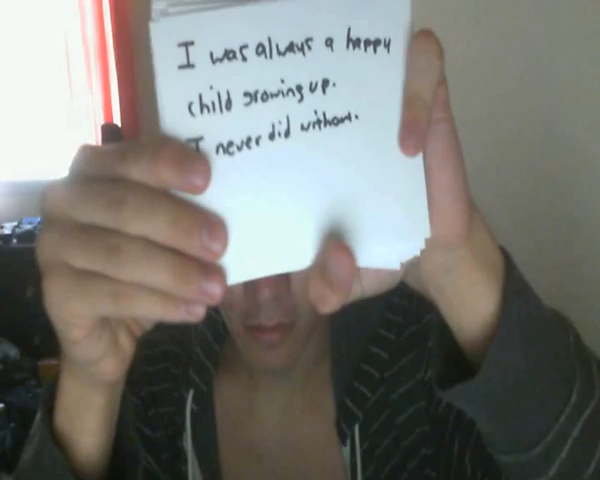 I was always a happy
child growing up.
I never did without.